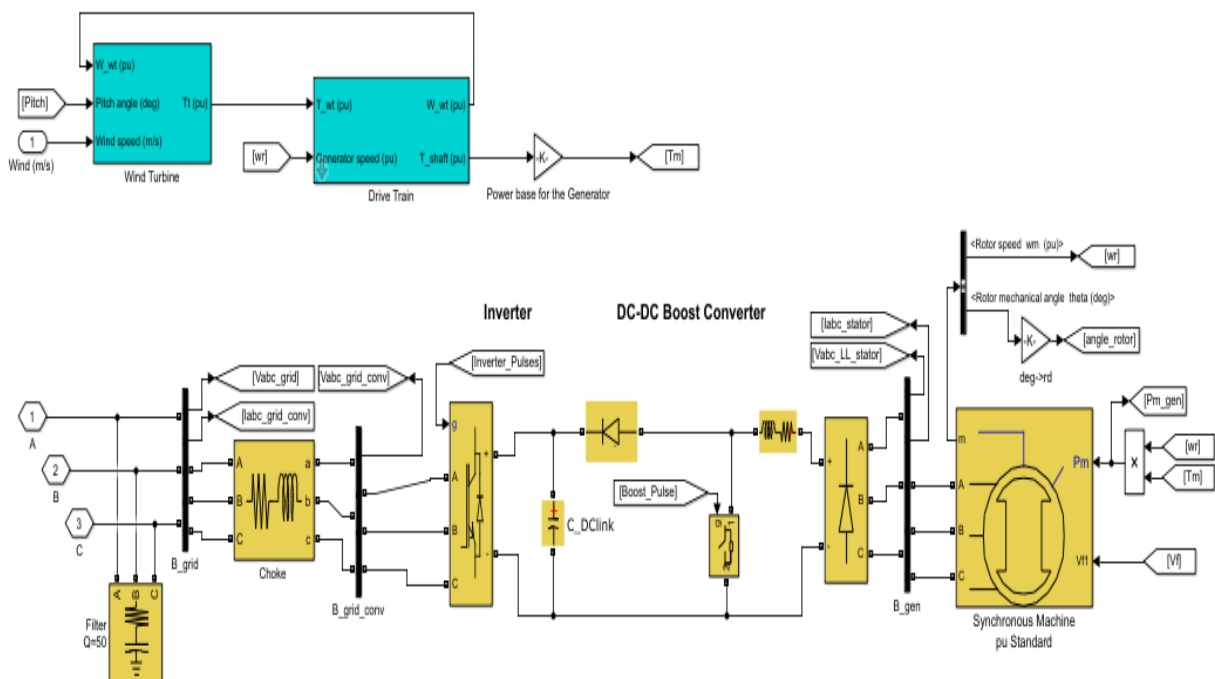 W_wt (pu)
[Pitch]
Pitch angle (deg)
Tt (pu)
1
Wind speed (m/s)
Wind (m/s)
Wind Turbine
T_wt (pu)
W_wt (pu)
[wr]
Generator speed (pu)
T_shaft (pu)
Drive Train
-K-
Power base for the Generator
[Tm]
<Rotor speed wm (pu)>
[wr]
<Rotor mechanical angle theta (deg)>
-K-
[angle_rotor]
deg->rd
Inverter
DC-DC Boost Converter
[Iabc_stator]
[Vabc_LL_stator]
[Inverter_Pulses]
[Vabc_grid]
[Vabc_grid_conv]
[Iabc_grid_conv]
[Pm_gen]
[wr]
[Tm]
×
1
A
2
B
3
C
B_grid
A
B
C
a
b
c
Choke
B_grid_conv
g
A
B
C
+
-
C_DClink
[Boost_Pulse]
g
1
2
+
-
A
B
C
B_gen
m
Pm
A
B
C
Vf1
[Vf]
Synchronous Machine
pu Standard
A
B
C
Filter
Q=50